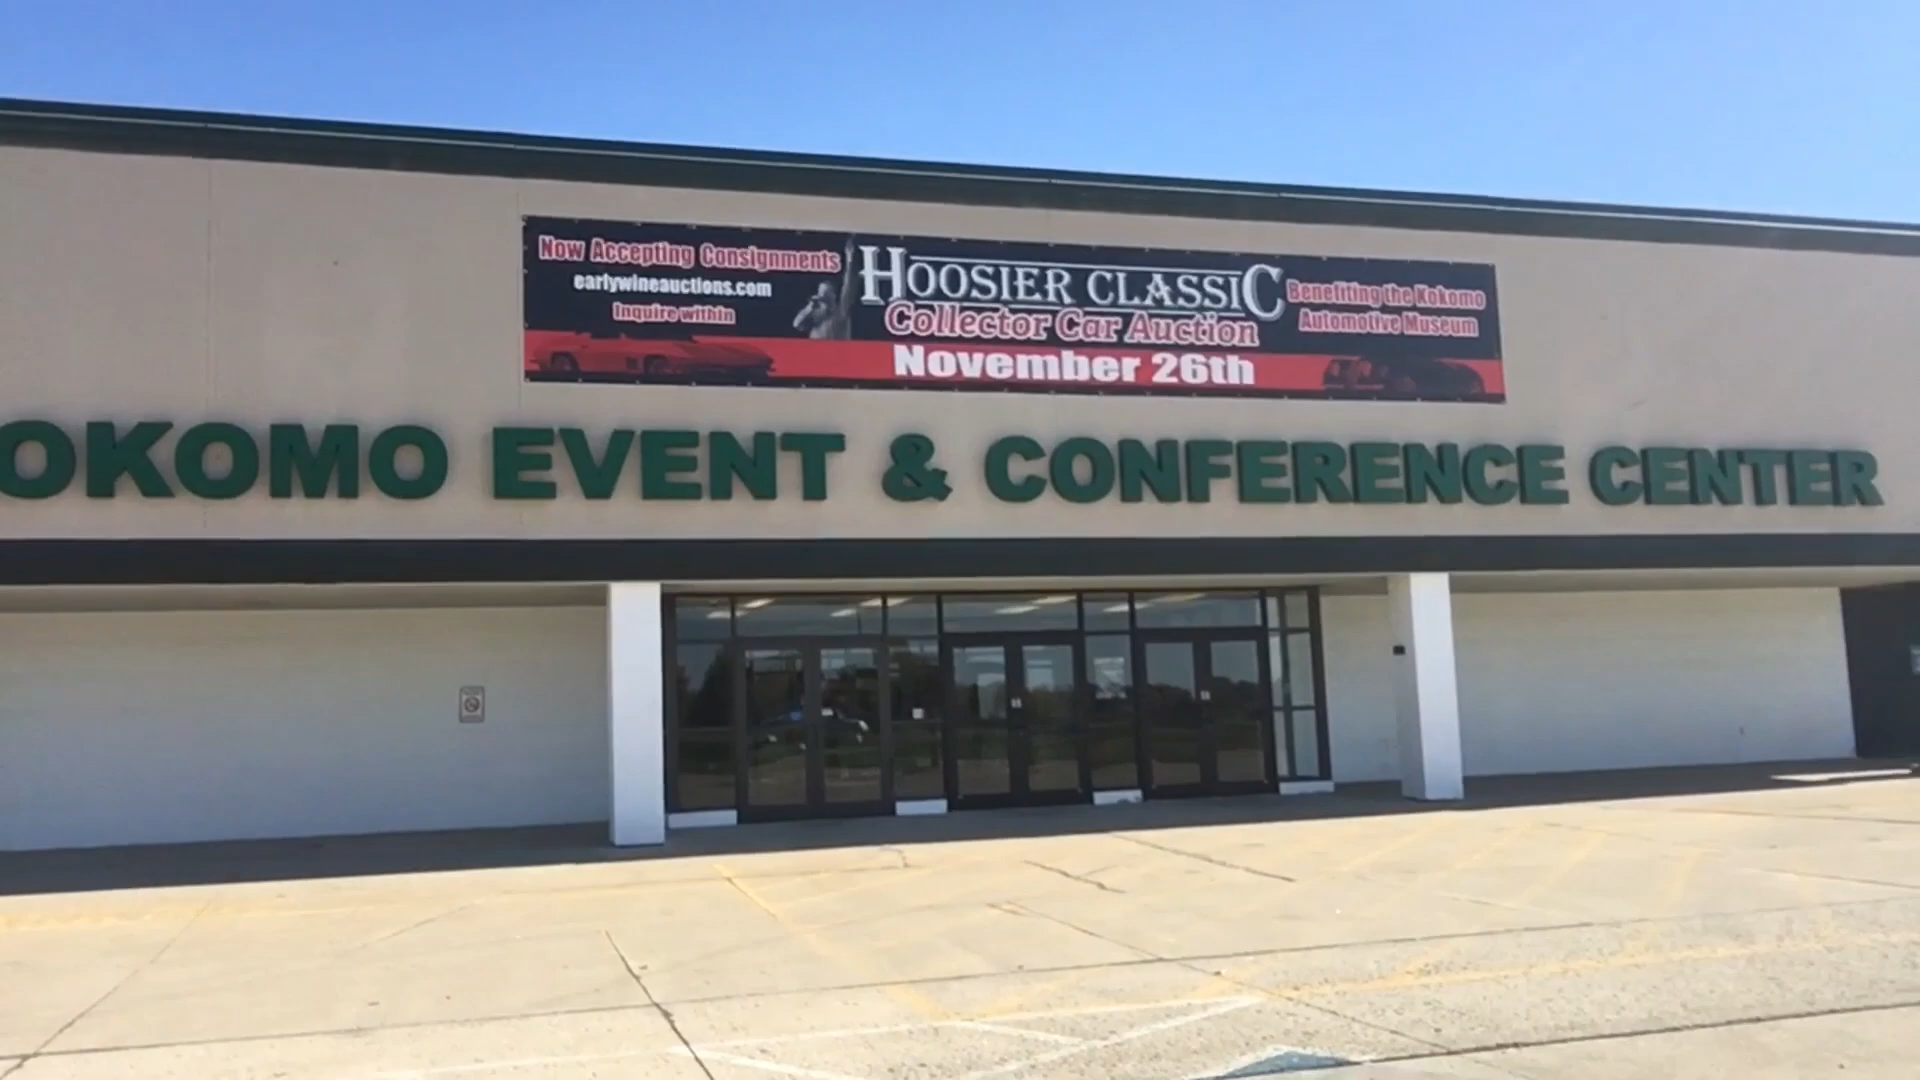 Now Accepting Consignments
earlywineauctions.com
Inquire within
HOOSIER CLASSIC
Collector Car Auction
November 26th
Benefiting the Kokomo
Automotive Museum
OKOMO EVENT & CONFERENCE CENTER